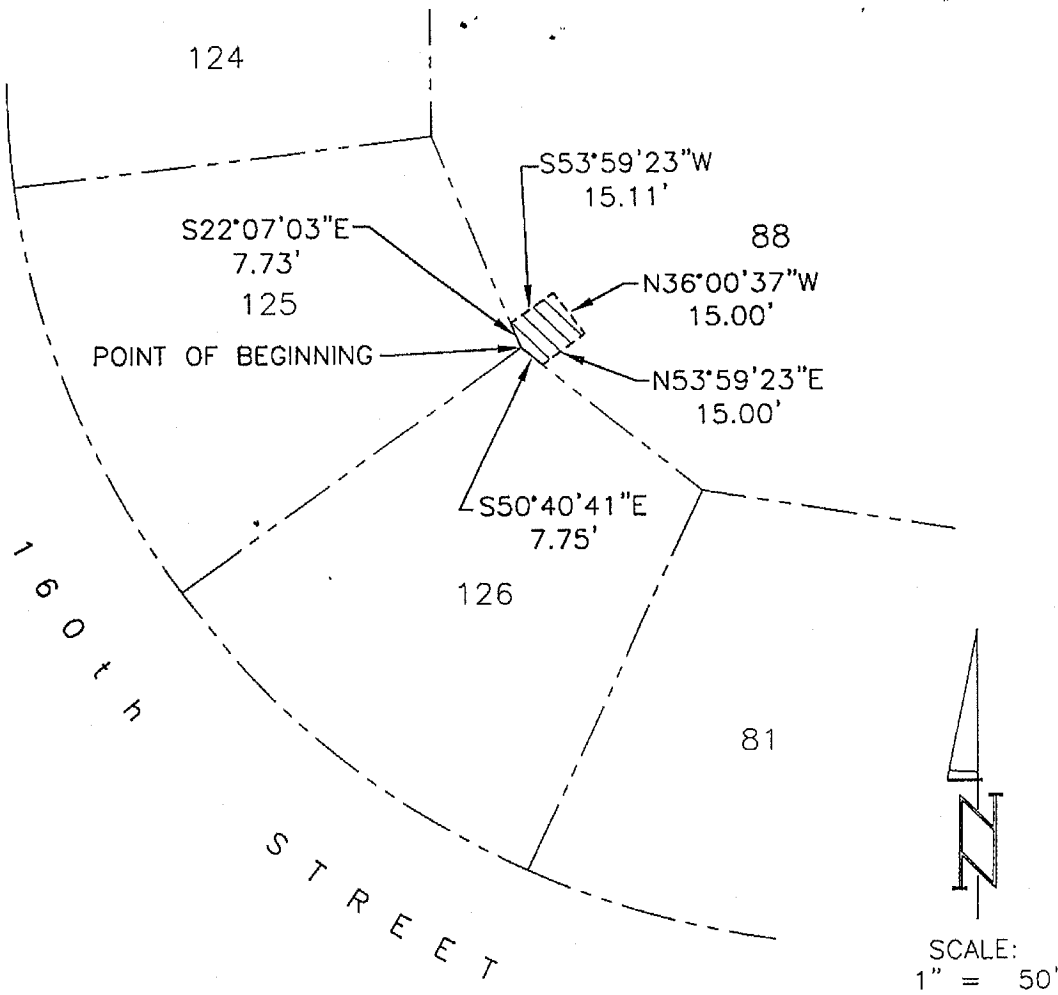 124
S53°59'23"W
15.11'
S22°07'03"E
7.73'
88
N36°00'37"W
15.00'
125
POINT OF BEGINNING
N53°59'23"E
15.00'
S50°40'41"E
7.75'
126
160th STREET
81
N
SCALE:
1" = 50'